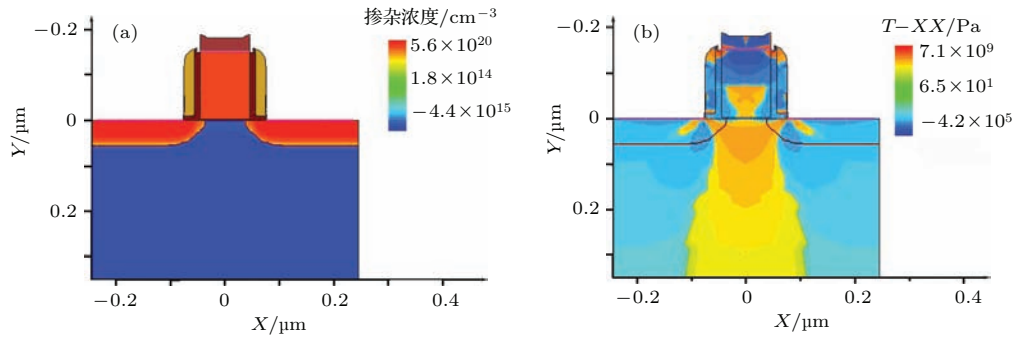 (a)
掺杂浓度/cm⁻³
5.6×10²⁰
1.8×10¹⁴
−4.4×10¹⁵
−0.2
0
0.2
Y/µm
−0.2
0
0.2
0.4
X/µm
(b)
T−XX/Pa
7.1×10⁹
6.5×10¹
−4.2×10⁵
−0.2
0
0.2
Y/µm
−0.2
0
0.2
0.4
X/µm